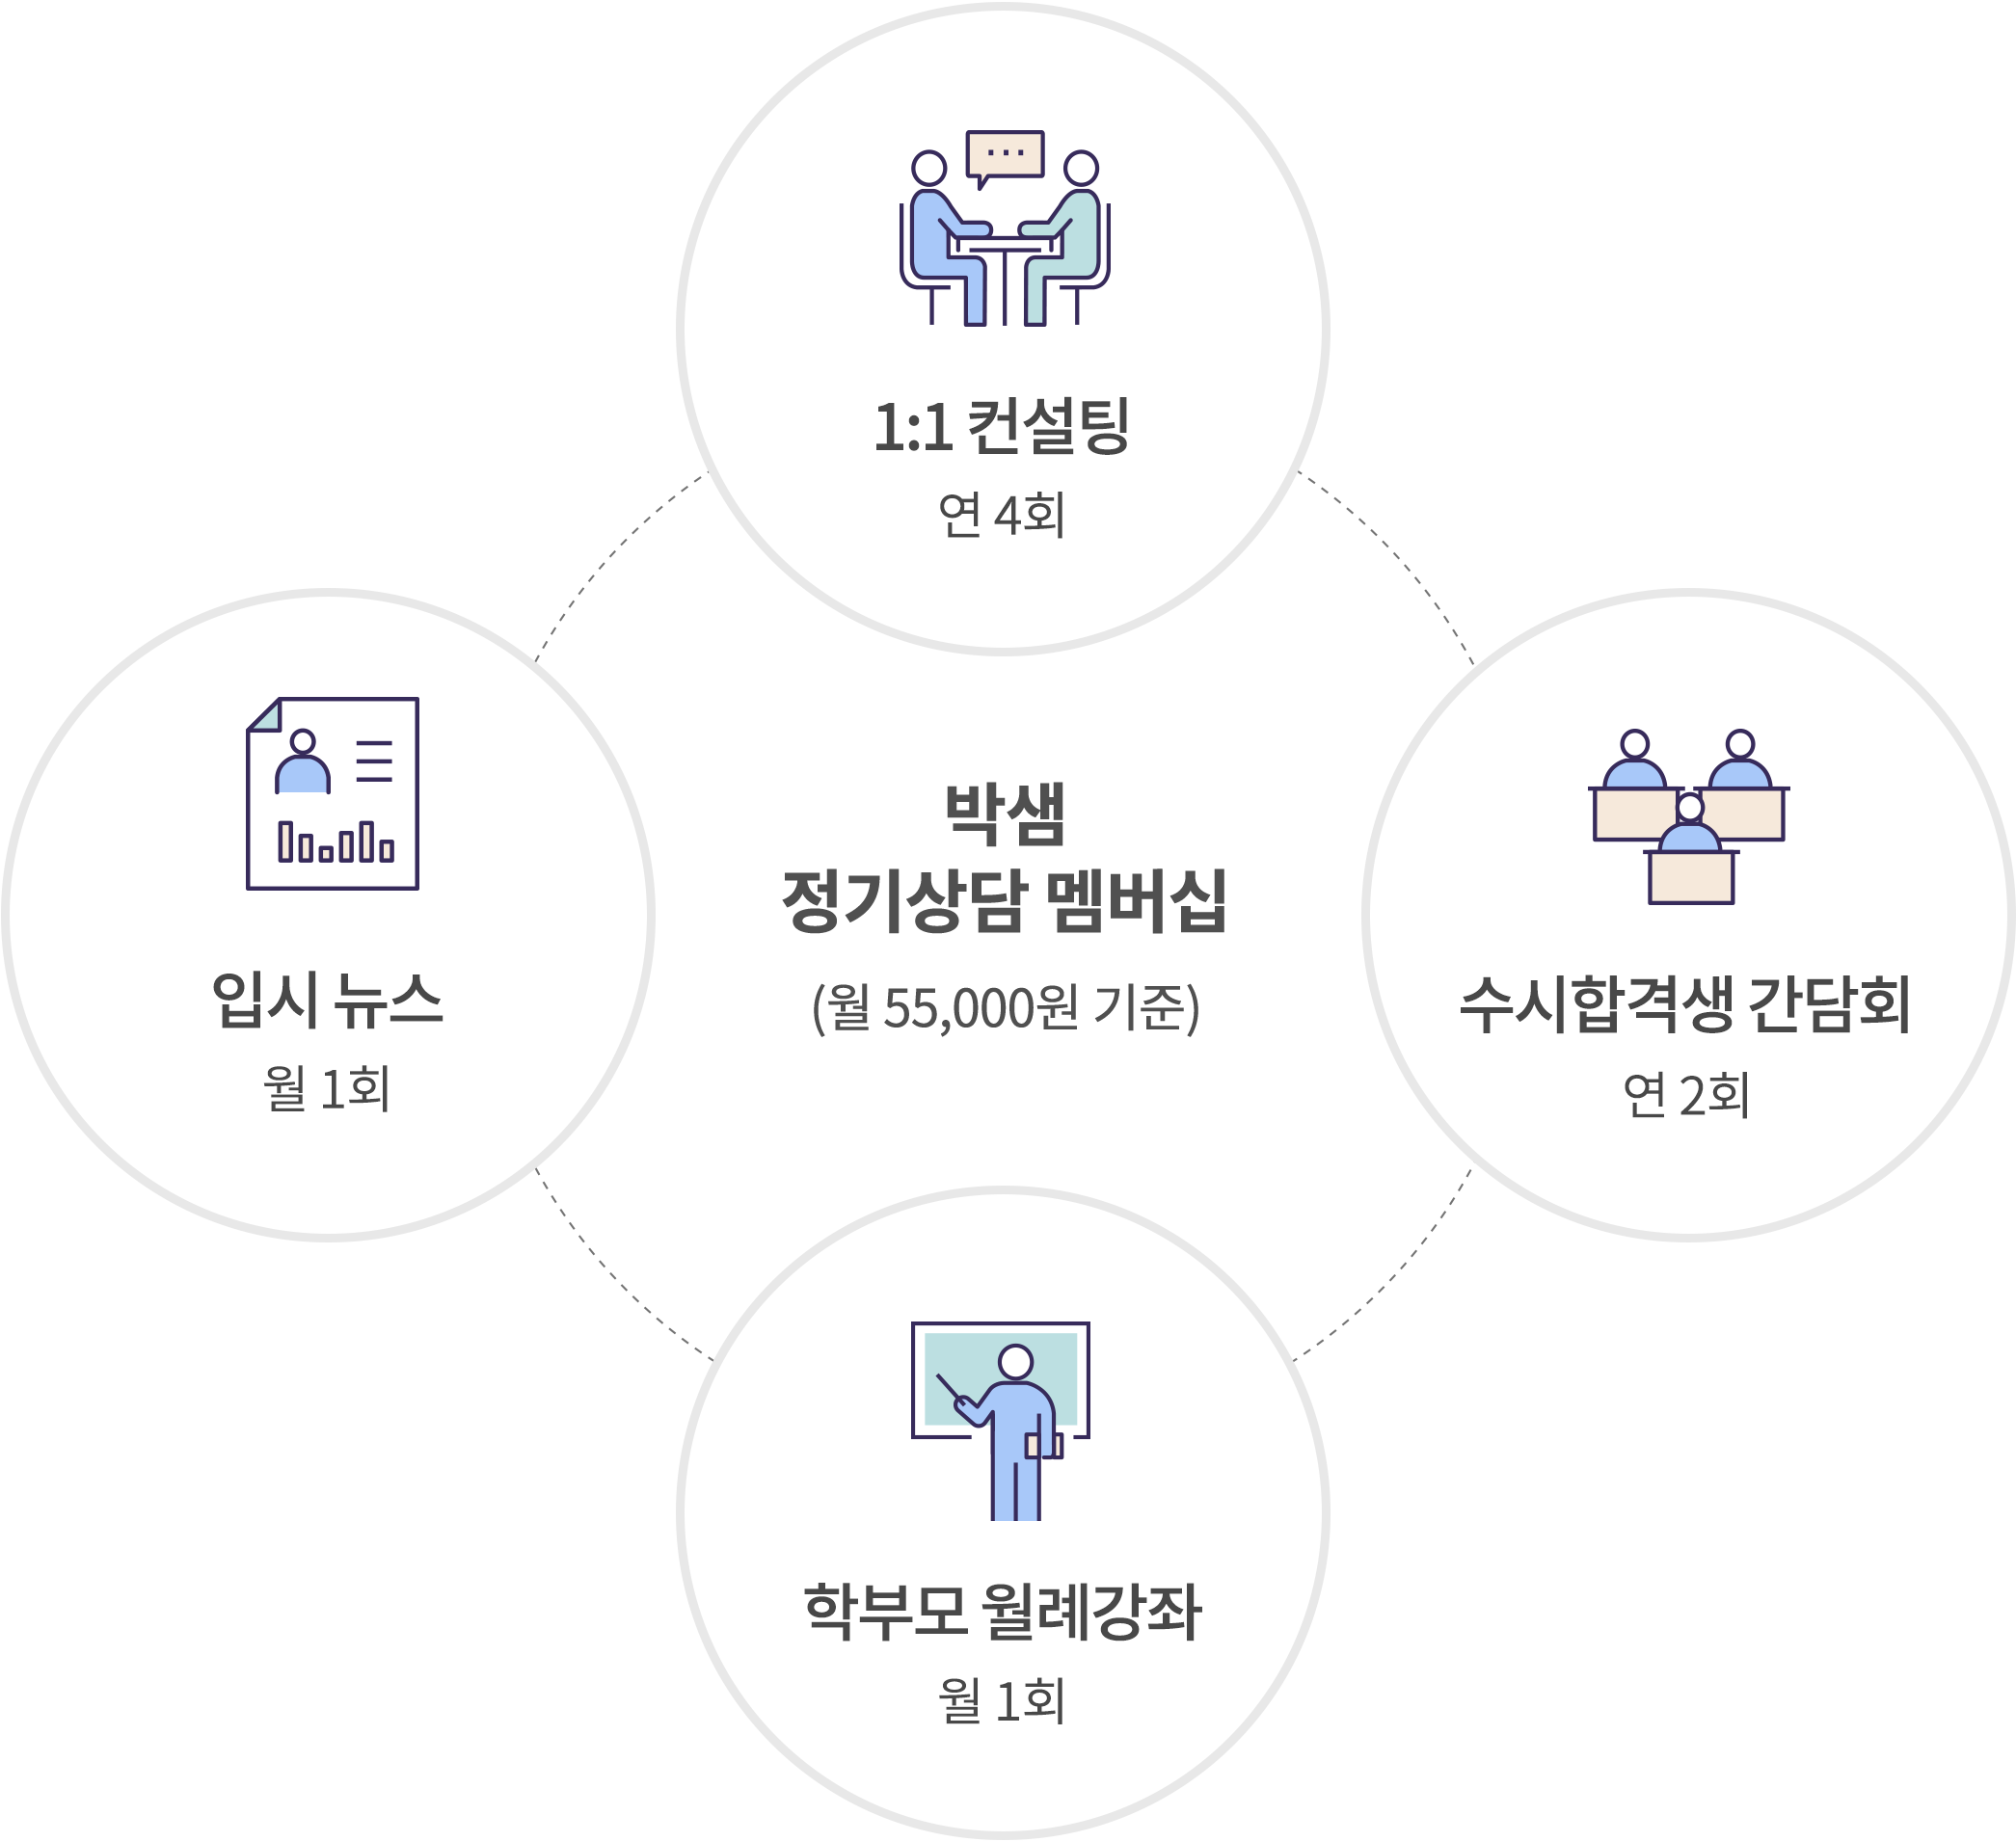 1:1 컨설팅
연 4회
입시 뉴스
월 1회
박샘
정기상담 멤버십
(월 55,000원 기준)
수시합격생 간담회
연 2회
학부모 월레강좌
월 1회